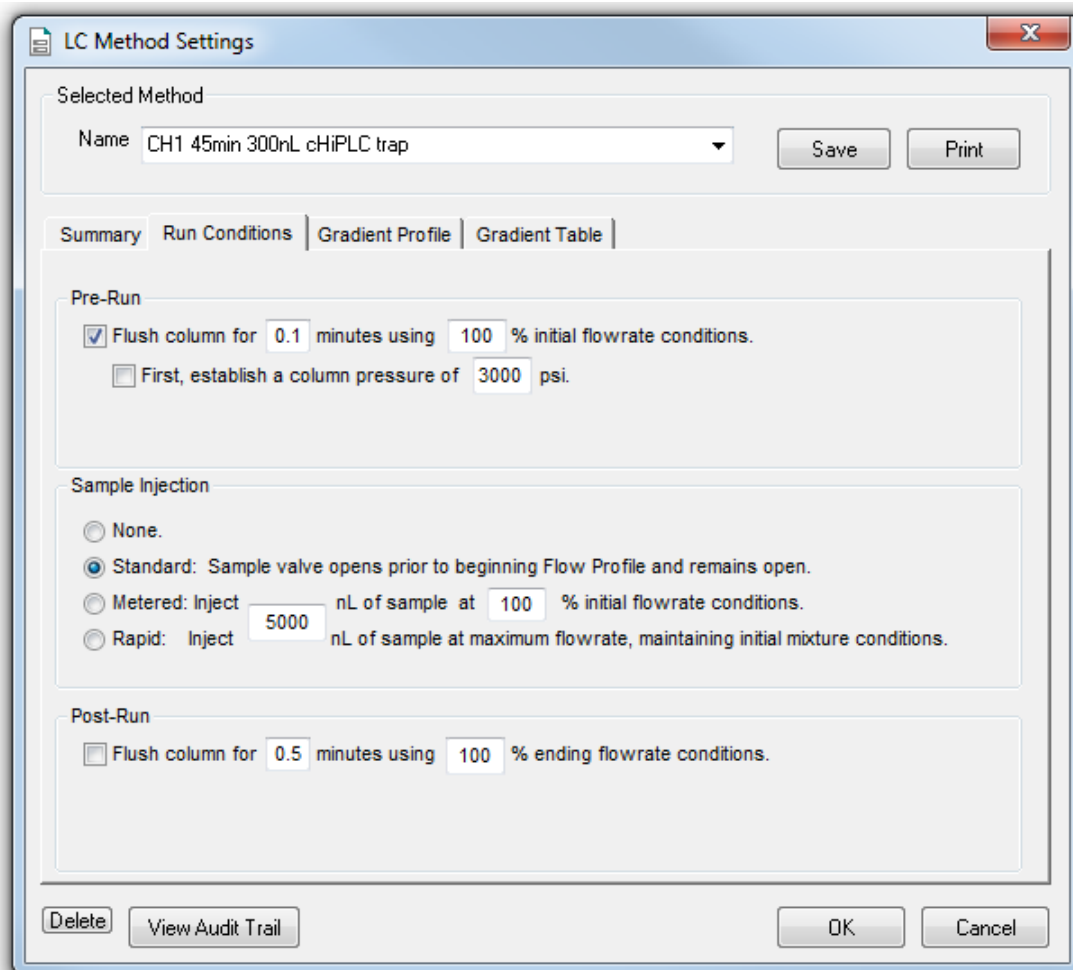 LC Method Settings
Selected Method
Name CH1 45min 300nL cHiPLC trap Save Print
Summary Run Conditions Gradient Profile Gradient Table
Pre-Run
Flush column for 0.1 minutes using 100 % initial flowrate conditions.
First, establish a column pressure of 3000 psi.
Sample Injection
None.
Standard: Sample valve opens prior to beginning Flow Profile and remains open.
Metered: Inject nL of sample at 100 % initial flowrate conditions.
5000
Rapid: Inject nL of sample at maximum flowrate, maintaining initial mixture conditions.
Post-Run
Flush column for 0.5 minutes using 100 % ending flowrate conditions.
Delete View Audit Trail OK Cancel